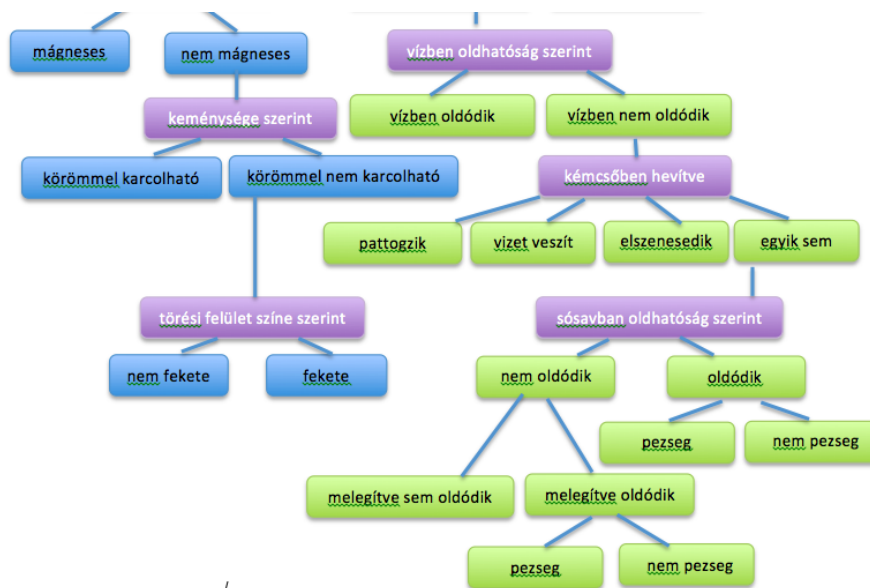 mágneses
nem mágneses
vízben oldhatóság szerint
keménysége szerint
vízben oldódik
vízben nem oldódik
körömmel karcolható
körömmel nem karcolható
kémcsőben hevítve
pattogzik
vizet veszít
elszenesedik
egyik sem
törési felület színe szerint
sósavban oldhatóság szerint
nem fekete
fekete
nem oldódik
oldódik
pezseg
nem pezseg
melegítve sem oldódik
melegítve oldódik
pezseg
nem pezseg